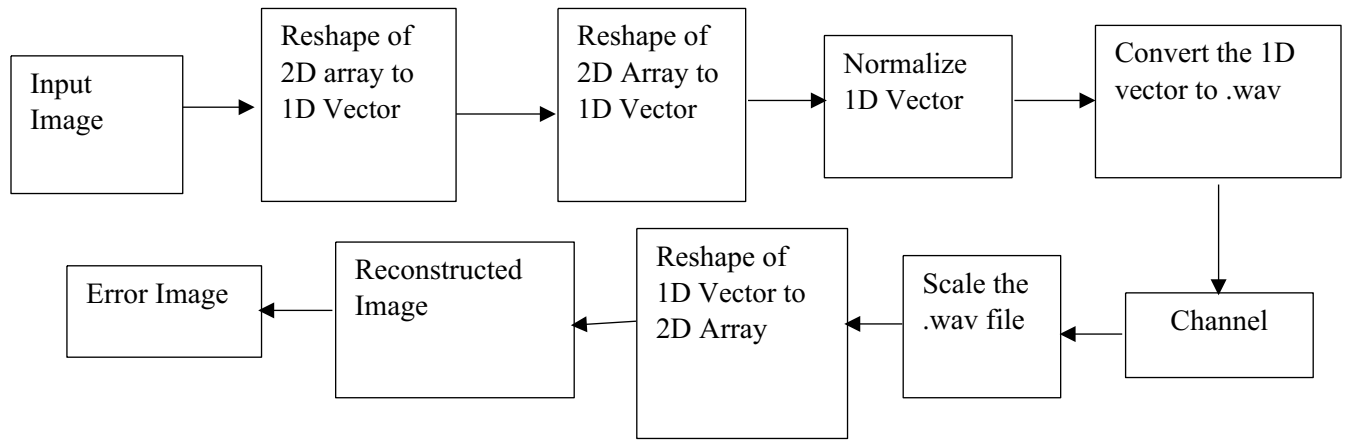 Input
Image
Reshape of
2D array to
1D Vector
Reshape of
2D Array to
1D Vector
Normalize
1D Vector
Convert the 1D
vector to .wav
Channel
Scale the
.wav file
Reshape of
1D Vector to
2D Array
Reconstructed
Image
Error Image